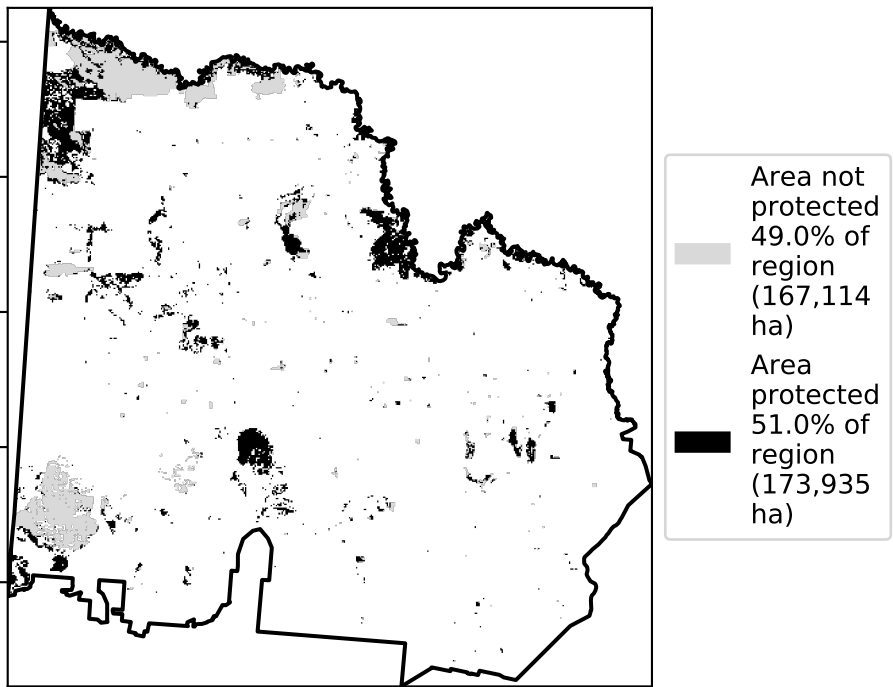 Area not
protected
49.0% of
region
(167,114
ha)
Area
protected
51.0% of
region
(173,935
ha)